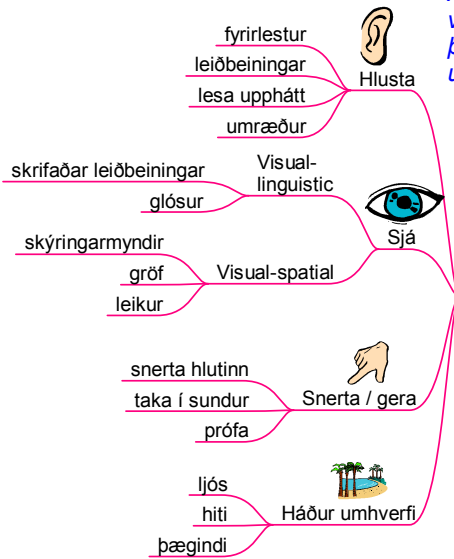 fyrirlestur
leiðbeiningar
lesa upphátt
umræður
Hlusta
skrifaðar leiðbeiningar
glósur
Visual-
linguistic
skýringarmyndir
gröf
leikur
Visual-spatial
Sjá
snerta hlutinn
taka í sundur
prófa
Snerta / gera
ljós
hiti
þægindi
Háður umhverfi